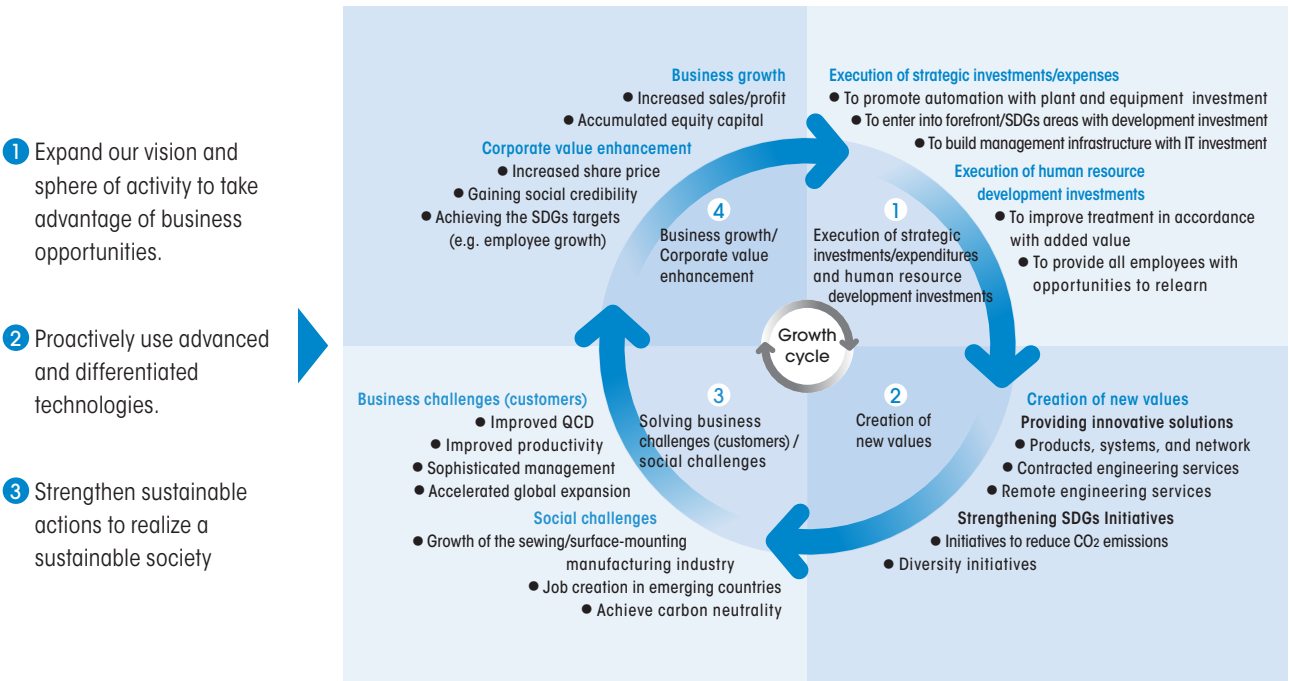 1 Expand our vision and
sphere of activity to take
advantage of business
opportunities.
2 Proactively use advanced
and differentiated
technologies.
3 Strengthen sustainable
actions to realize a
sustainable society
Business growth
● Increased sales/profit
● Accumulated equity capital
Corporate value enhancement
● Increased share price
● Gaining social credibility
● Achieving the SDGs targets
(e.g. employee growth)
4
Business growth/
Corporate value
enhancement
Execution of strategic investments/expenses
● To promote automation with plant and equipment investment
● To enter into forefront/SDGs areas with development investment
● To build management infrastructure with IT investment
Execution of human resource
development investments
● To improve treatment in accordance
with added value
● To provide all employees with
opportunities to relearn
1
Execution of strategic
investments/expenditures
and human resource
development investments
Growth
cycle
Business challenges (customers)
● Improved QCD
● Improved productivity
● Sophisticated management
● Accelerated global expansion
Social challenges
● Growth of the sewing/surface-mounting
manufacturing industry
● Job creation in emerging countries
● Achieve carbon neutrality
3
Solving business
challenges (customers) /
social challenges
2
Creation of
new values
Creation of new values
Providing innovative solutions
● Products, systems, and network
● Contracted engineering services
● Remote engineering services
Strengthening SDGs Initiatives
● Initiatives to reduce CO2 emissions
● Diversity initiatives